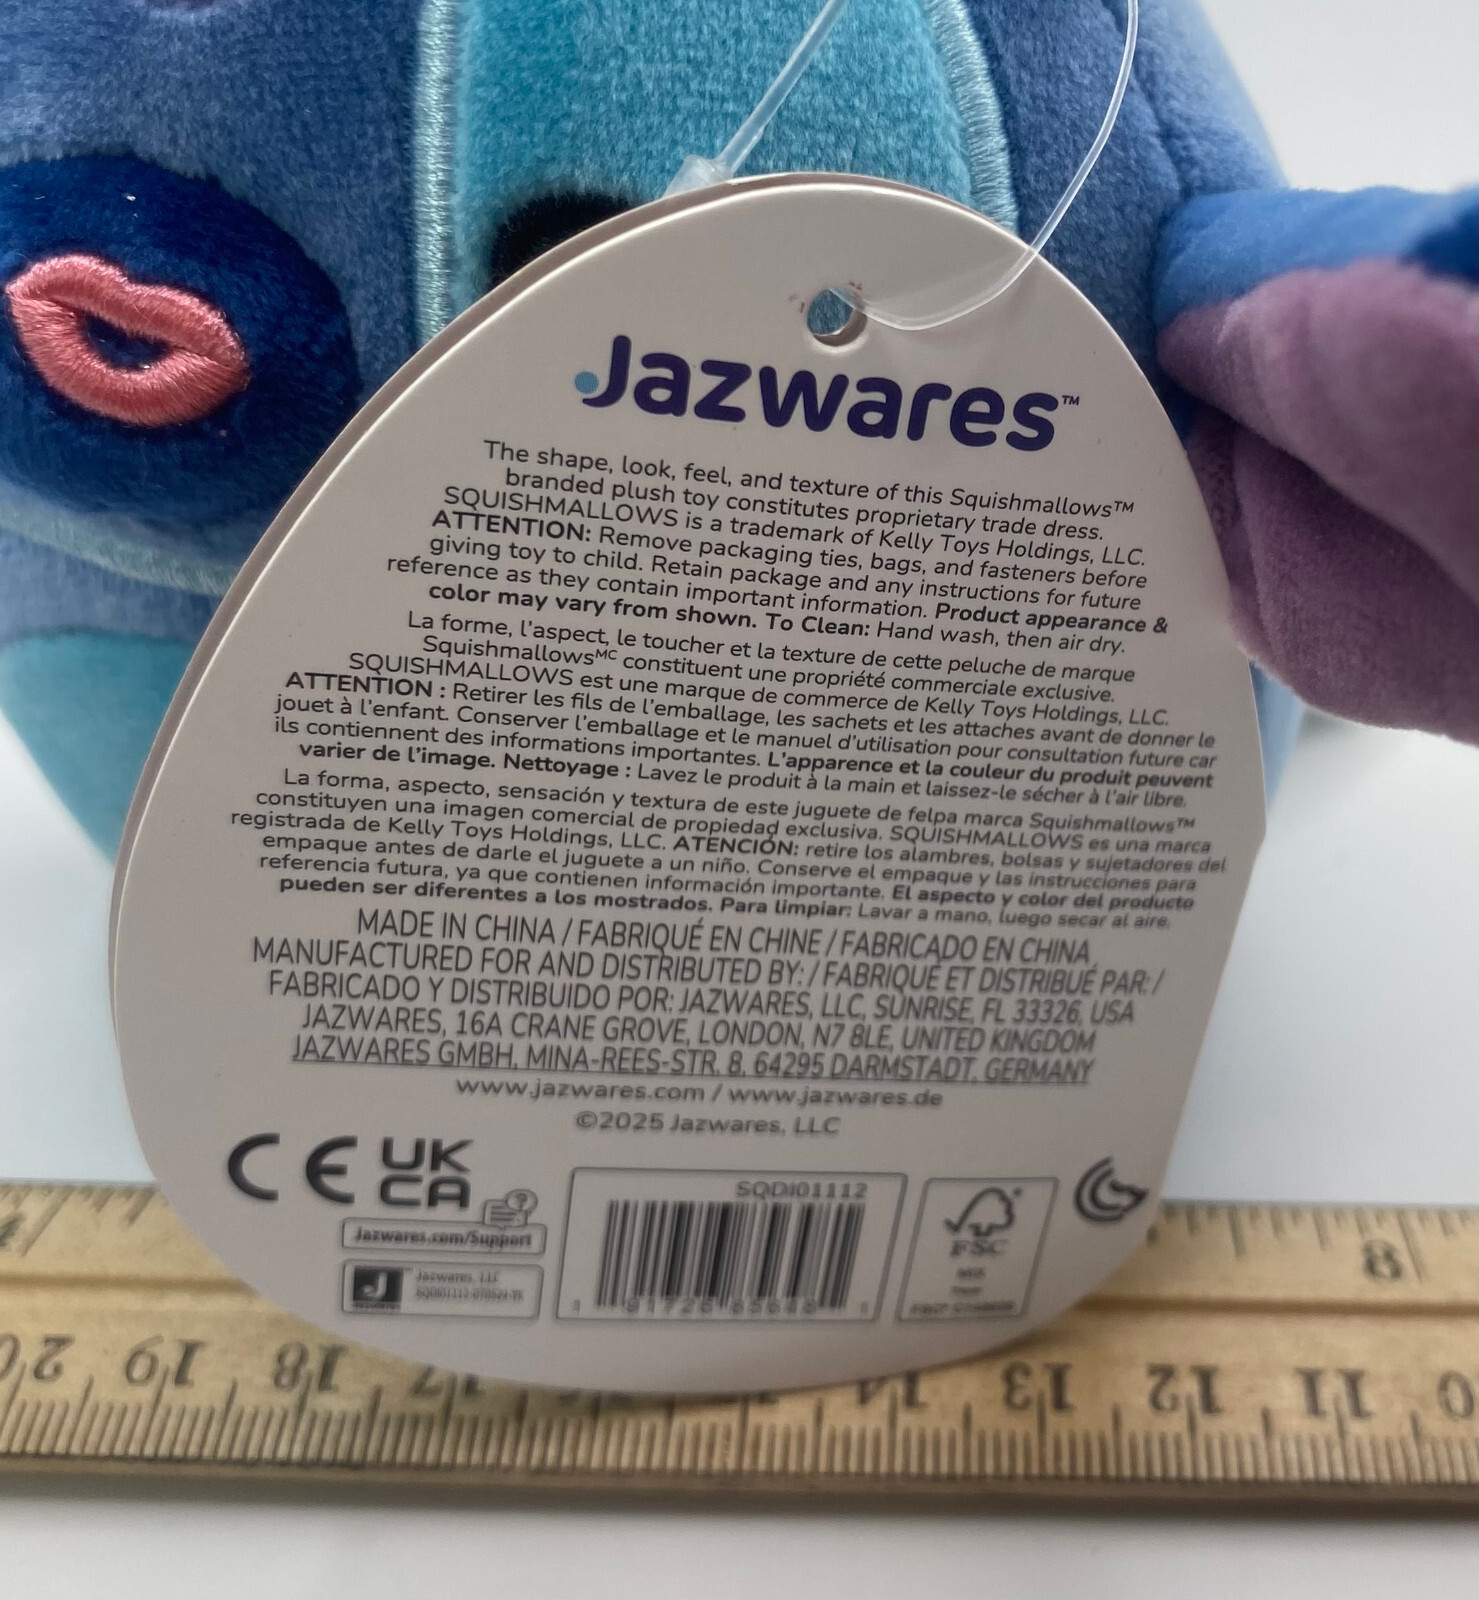 Jazwares™
The shape, look, feel, and texture of this Squishmallows™
branded plush toy constitutes proprietary trade dress.
SQUISHMALLOWS is a trademark of Kelly Toys Holdings, LLC.
ATTENTION: Remove packaging ties, bags, and fasteners before
giving toy to child. Retain package and any instructions for future
reference as they contain important information. Product appearance &
color may vary from shown. To Clean: Hand wash, then air dry.
La forme, l'aspect, le toucher et la texture de cette peluche de marque
Squishmallowsᴹᶜ constituent une propriété commerciale exclusive.
SQUISHMALLOWS est une marque de commerce de Kelly Toys Holdings, LLC.
ATTENTION : Retirer les fils de l'emballage, les sachets et les attaches avant de donner le
jouet à l'enfant. Conserver l'emballage et le manuel d'utilisation pour consultation future car
ils contiennent des informations importantes. L'apparence et la couleur du produit peuvent
varier de l'image. Nettoyage : Lavez le produit à la main et laissez-le sécher à l'air libre.
La forma, aspecto, sensación y textura de este juguete de felpa marca Squishmallows™
constituyen una imagen comercial de propiedad exclusiva. SQUISHMALLOWS es una marca
registrada de Kelly Toys Holdings, LLC. ATENCIÓN: retire los alambres, bolsas y sujetadores del
empaque antes de darle el juguete a un niño. Conserve el empaque y las instrucciones para
referencia futura, ya que contienen información importante. El aspecto y color del producto
pueden ser diferentes a los mostrados. Para limpiar: Lavar a mano, luego secar al aire.
MADE IN CHINA / FABRIQUÉ EN CHINE / FABRICADO EN CHINA
MANUFACTURED FOR AND DISTRIBUTED BY: / FABRIQUÉ ET DISTRIBUÉ PAR: /
FABRICADO Y DISTRIBUIDO POR: JAZWARES, LLC, SUNRISE, FL 33326, USA
JAZWARES, 16A CRANE GROVE, LONDON, N7 8LE, UNITED KINGDOM
JAZWARES GMBH, MINA-REES-STR. 8, 64295 DARMSTADT, GERMANY
www.jazwares.com / www.jazwares.de
©2025 Jazwares, LLC
CE UK
CA
SQDI01112
Jazwares.com/Support
Jazwares, LLC
FSC
8
20 19 18 17 14 13 12 11